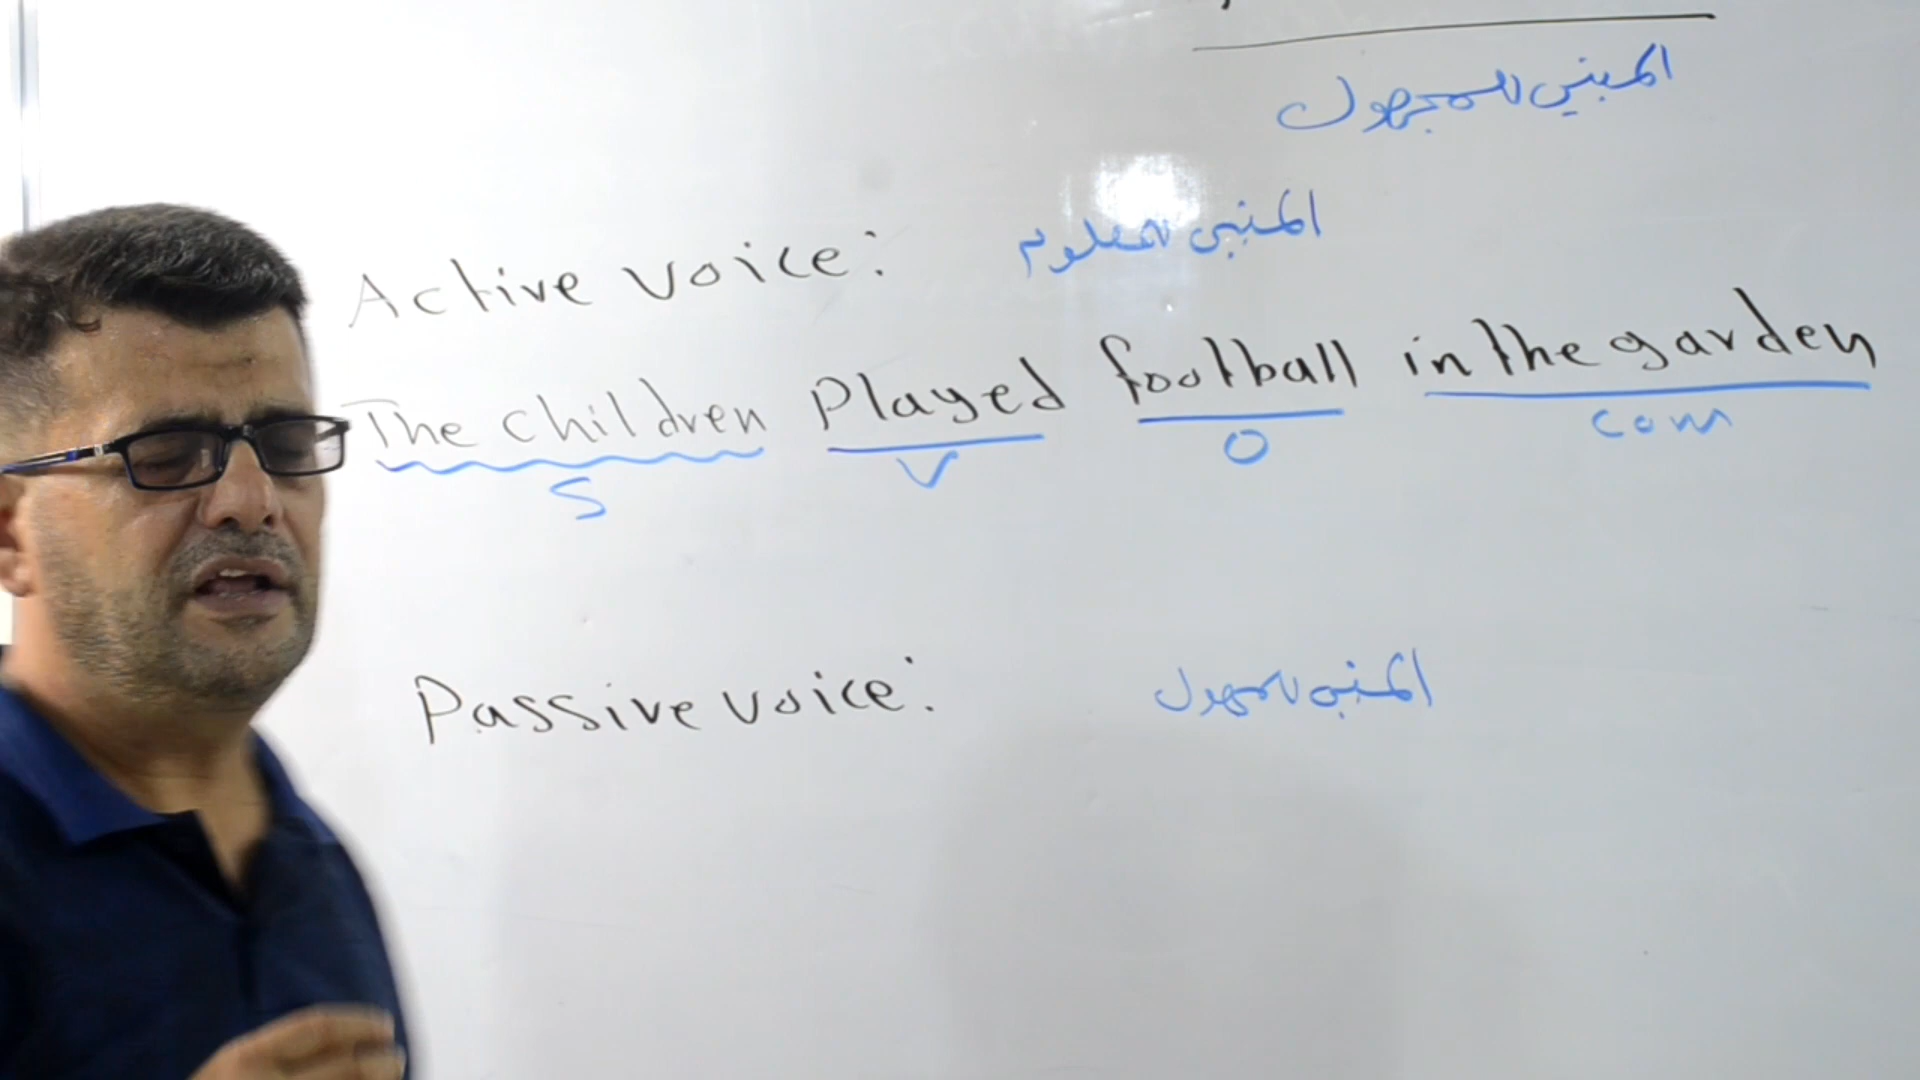 المبني للمجهول
Active voice: المبني للمعلوم
The children played football in the garden
S V O com
Passive voice: المبني للمجهول